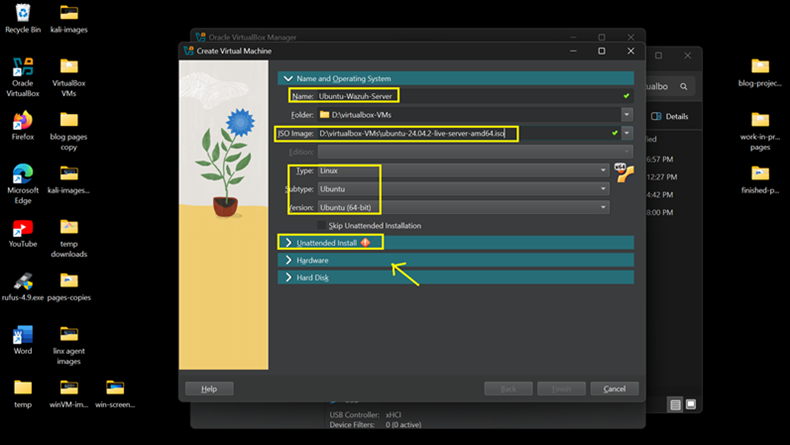 Recycle Bin
kali-images
Oracle VirtualBox
VirtualBox VMs
Firefox
blog pages copy
Microsoft Edge
kali-images...
YouTube
temp downloads
rufus-4.9.exe
pages-copies
Word
linx agent images
temp
winVM-im...
win-screen...
Oracle VirtualBox Manager
Create Virtual Machine
Name and Operating System
Name: Ubuntu-Wazuh-Server
Folder: D:\virtualbox-VMs
ISO Image: D:\virtualbox-VMs\ubuntu-24.04.2-live-server-amd64.iso
Edition:
Type: Linux
x64
Subtype: Ubuntu
Version: Ubuntu (64-bit)
Skip Unattended Installation
Unattended Install
Hardware
Hard Disk
Help
Back
Finish
Cancel
USB Controller: xHCI
Device Filters: 0 (0 active)
Details
6:57 PM
12:27 PM
4:42 PM
8:00 PM
blog-projec...
work-in-pr... pages
finished-p...